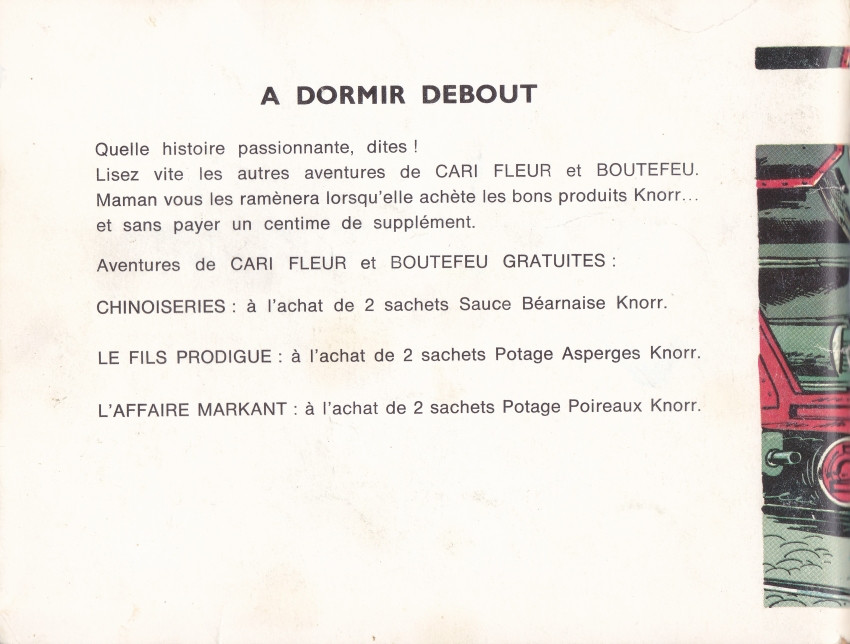 A DORMIR DEBOUT
Quelle histoire passionnante, dites !
Lisez vite les autres aventures de CARI FLEUR et BOUTEFEU.
Maman vous les ramènera lorsqu'elle achète les bons produits Knorr...
et sans payer un centime de supplément.
Aventures de CARI FLEUR et BOUTEFEU GRATUITES :
CHINOISERIES : à l'achat de 2 sachets Sauce Béarnaise Knorr.
LE FILS PRODIGUE : à l'achat de 2 sachets Potage Asperges Knorr.
L'AFFAIRE MARKANT : à l'achat de 2 sachets Potage Poireaux Knorr.